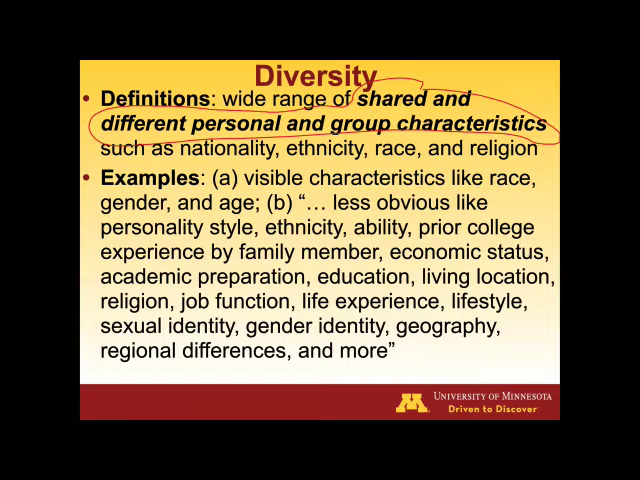 Diversity
• Definitions: wide range of shared and
different personal and group characteristics
such as nationality, ethnicity, race, and religion
• Examples: (a) visible characteristics like race,
gender, and age; (b) “… less obvious like
personality style, ethnicity, ability, prior college
experience by family member, economic status,
academic preparation, education, living location,
religion, job function, life experience, lifestyle,
sexual identity, gender identity, geography,
regional differences, and more”
M UNIVERSITY OF MINNESOTA
Driven to Discover℠